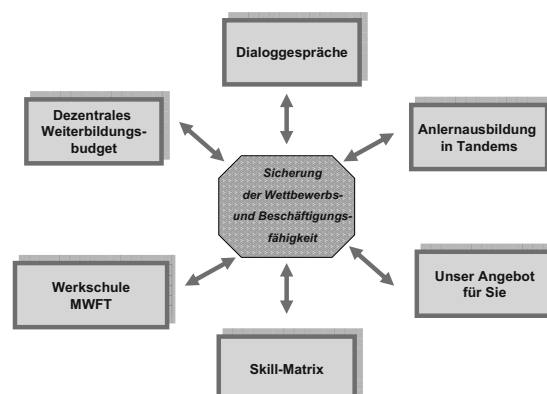 Dialoggespräche
Dezentrales
Weiterbildungs-
budget
Anlernausbildung
in Tandems
Sicherung
der Wettbewerbs-
und Beschäftigungs-
fähigkeit
Werkschule
MWFT
Unser Angebot
für Sie
Skill-Matrix